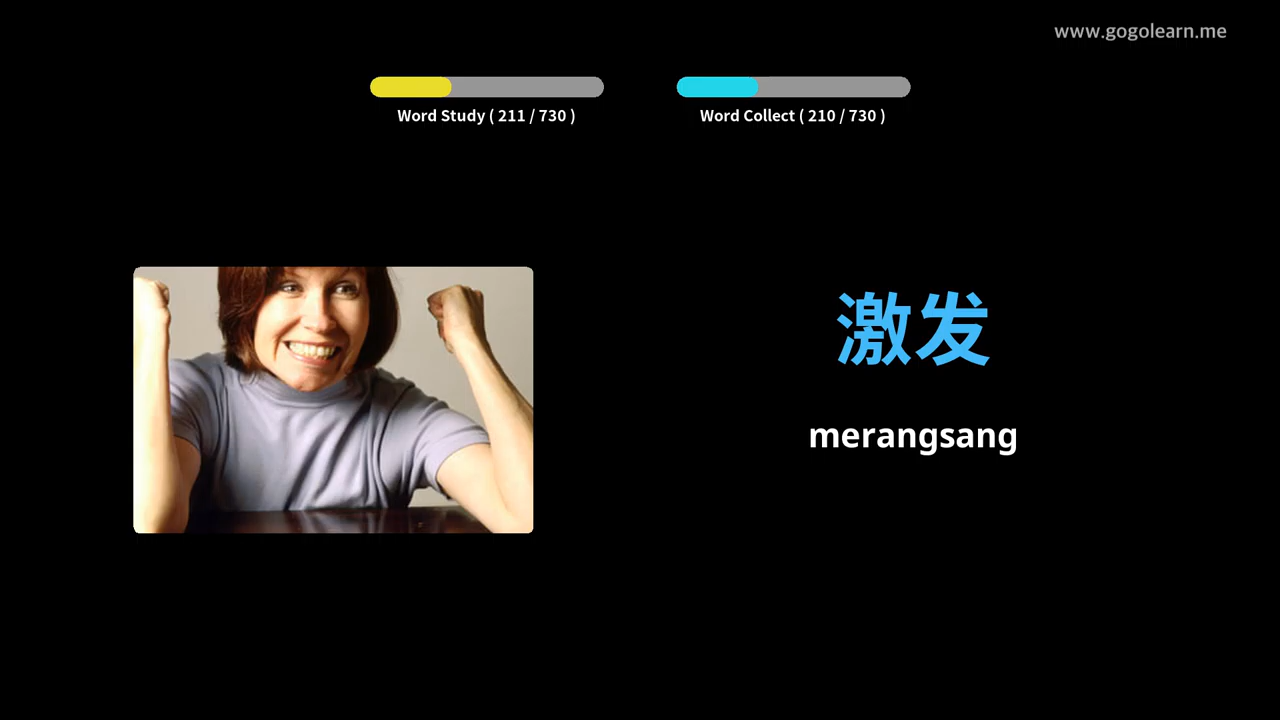 www.gogolearn.me
Word Study ( 211 / 730 )
Word Collect ( 210 / 730 )
激发
merangsang